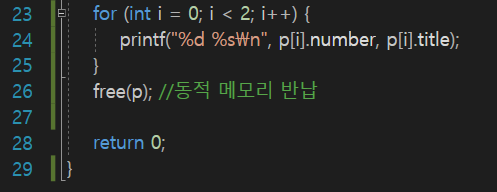 23 for (int i = 0; i < 2; i++) {
24 printf("%d %s₩n", p[i].number, p[i].title);
25 }
26 free(p); //동적 메모리 반납
27
28 return 0;
29 }